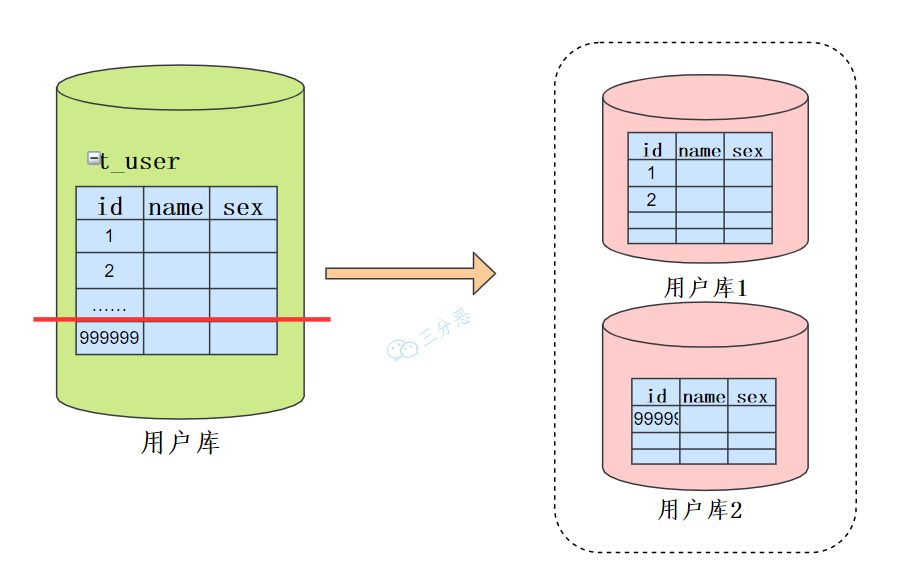 t_user
id name sex
1
2
……
999999
用户库
三分恶
id name sex
1
2
用户库1
id name sex
99999
用户库2